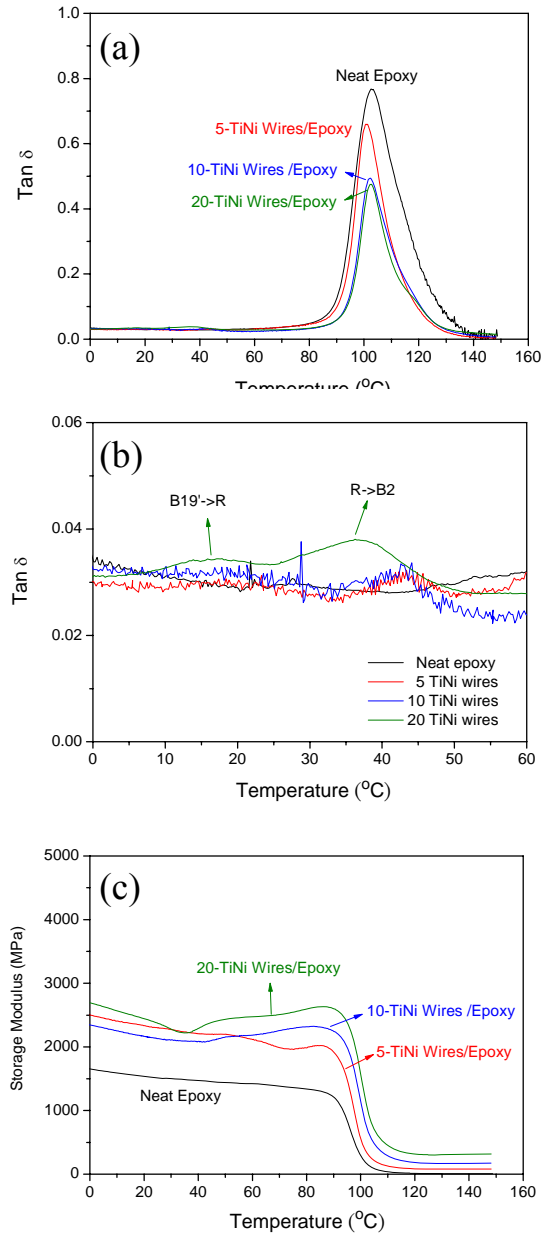 (a)
1.0
0.8
0.6
0.4
0.2
0.0
Tan δ
Neat Epoxy
5-TiNi Wires/Epoxy
10-TiNi Wires /Epoxy
20-TiNi Wires/Epoxy
0 20 40 60 80 100 120 140 160
Temperature (°C)
(b)
0.06
0.04
0.02
0.00
Tan δ
B19'->R
R->B2
Neat epoxy
5 TiNi wires
10 TiNi wires
20 TiNi wires
0 10 20 30 40 50 60
Temperature (°C)
(c)
5000
4000
3000
2000
1000
0
Storage Modulus (MPa)
20-TiNi Wires/Epoxy
10-TiNi Wires /Epoxy
5-TiNi Wires/Epoxy
Neat Epoxy
0 20 40 60 80 100 120 140 160
Temperature (°C)